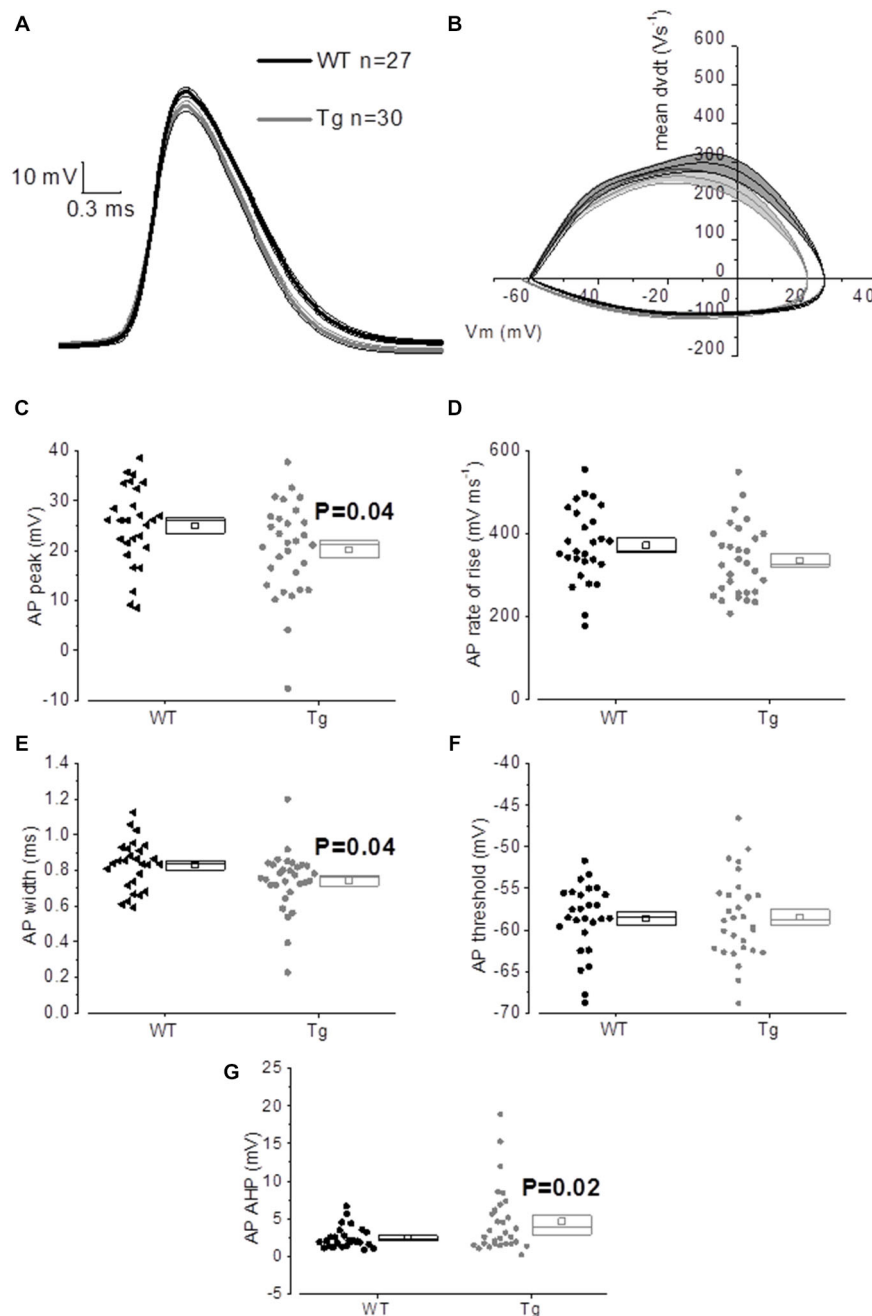 A
WT n=27
Tg n=30
10 mV
0.3 ms
B
mean dvdt (Vs⁻¹)
600
500
400
300
200
100
0
-100
-200
-60
-40
-20
0
20
40
Vm (mV)
C
AP peak (mV)
40
30
20
10
0
-10
P=0.04
WT
Tg
D
AP rate of rise (mV ms⁻¹)
600
400
200
0
WT
Tg
E
AP width (ms)
1.4
1.2
1.0
0.8
0.6
0.4
0.2
0.0
P=0.04
WT
Tg
F
AP threshold (mV)
-40
-45
-50
-55
-60
-65
-70
WT
Tg
G
AP AHP (mV)
25
20
15
10
5
0
-5
P=0.02
WT
Tg